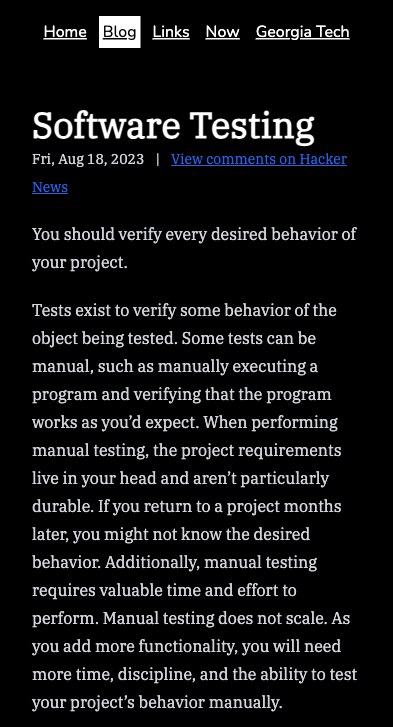 Home Blog Links Now Georgia Tech
Software Testing
Fri, Aug 18, 2023 | View comments on Hacker
News
You should verify every desired behavior of
your project.
Tests exist to verify some behavior of the
object being tested. Some tests can be
manual, such as manually executing a
program and verifying that the program
works as you’d expect. When performing
manual testing, the project requirements
live in your head and aren’t particularly
durable. If you return to a project months
later, you might not know the desired
behavior. Additionally, manual testing
requires valuable time and effort to
perform. Manual testing does not scale. As
you add more functionality, you will need
more time, discipline, and the ability to test
your project’s behavior manually.